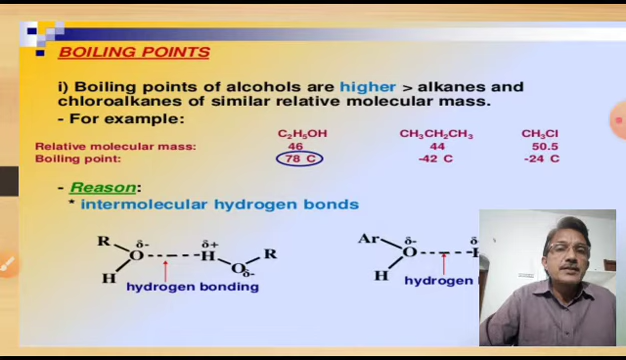 BOILING POINTS
i) Boiling points of alcohols are higher > alkanes and
chloroalkanes of similar relative molecular mass.
- For example:
C₂H₅OH CH₃CH₂CH₃ CH₃Cl
Relative molecular mass: 46 44 50.5
Boiling point: 78 C -42 C -24 C
- Reason:
* intermolecular hydrogen bonds
R δ- O H δ+ H O δ- R
hydrogen bonding
Ar δ- O H
hydrogen